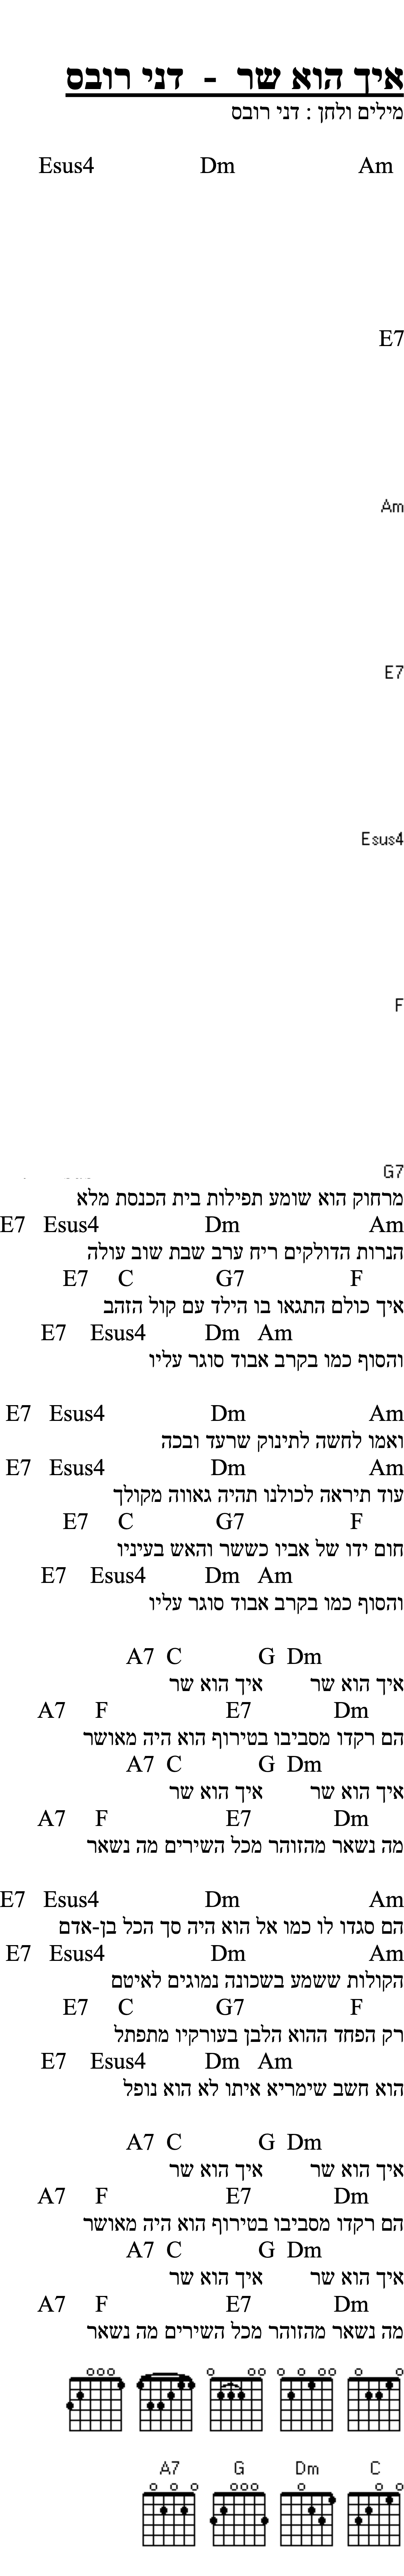 איך הוא שר - דני רובס
מילים ולחן : דני רובס
Esus4 Dm Am
E7
Am
E7
Esus4
F
G7
מרחוק הוא שומע תפילות בית הכנסת מלא
E7 Esus4 Dm Am
הנרות הדולקים ריח ערב שבת שוב עולה
E7 C G7 F
איך כולם התגאו בו הילד עם קול הזהב
E7 Esus4 Dm Am
והסוף כמו בקרב אבוד סוגר עליו
E7 Esus4 Dm Am
ואמו לחשה לתינוק שרעד ובכה
E7 Esus4 Dm Am
עוד תיראה לכולנו תהיה גאווה מקולך
E7 C G7 F
חום ידו של אביו כששר והאש בעיניו
E7 Esus4 Dm Am
והסוף כמו בקרב אבוד סוגר עליו
A7 C G Dm
איך הוא שר איך הוא שר
A7 F E7 Dm
הם רקדו מסביבו בטירוף הוא היה מאושר
A7 C G Dm
איך הוא שר איך הוא שר
A7 F E7 Dm
מה נשאר מהזוהר מכל השירים מה נשאר
E7 Esus4 Dm Am
הם סגדו לו כמו אל הוא היה סך הכל בן-אדם
E7 Esus4 Dm Am
הקולות ששמע בשכונה נמוגים לאיטם
E7 C G7 F
רק הפחד ההוא הלבן בעורקיו מתפתל
E7 Esus4 Dm Am
הוא חשב שימריא איתו לא הוא נופל
A7 C G Dm
איך הוא שר איך הוא שר
A7 F E7 Dm
הם רקדו מסביבו בטירוף הוא היה מאושר
A7 C G Dm
איך הוא שר איך הוא שר
A7 F E7 Dm
מה נשאר מהזוהר מכל השירים מה נשאר
A7 G Dm C